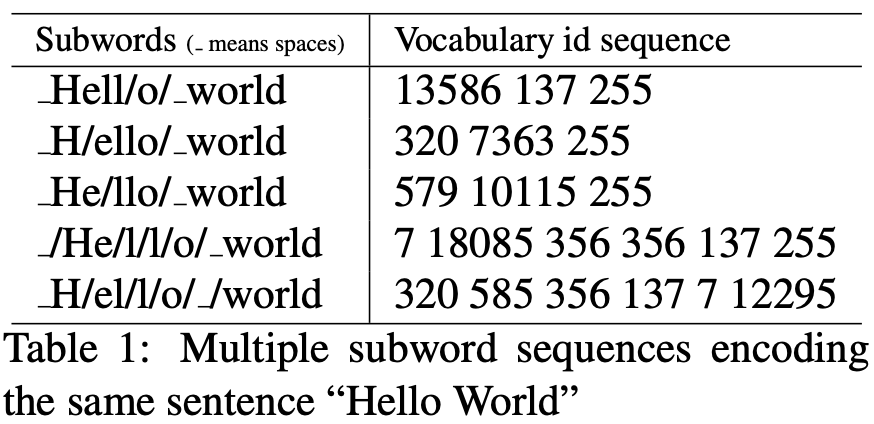 Subwords (_ means spaces) Vocabulary id sequence
_Hell/o/_world 13586 137 255
_H/ello/_world 320 7363 255
_He/llo/_world 579 10115 255
_/He/l/l/o/_world 7 18085 356 356 137 255
_H/el/l/o/_/world 320 585 356 137 7 12295
Table 1: Multiple subword sequences encoding
the same sentence “Hello World”